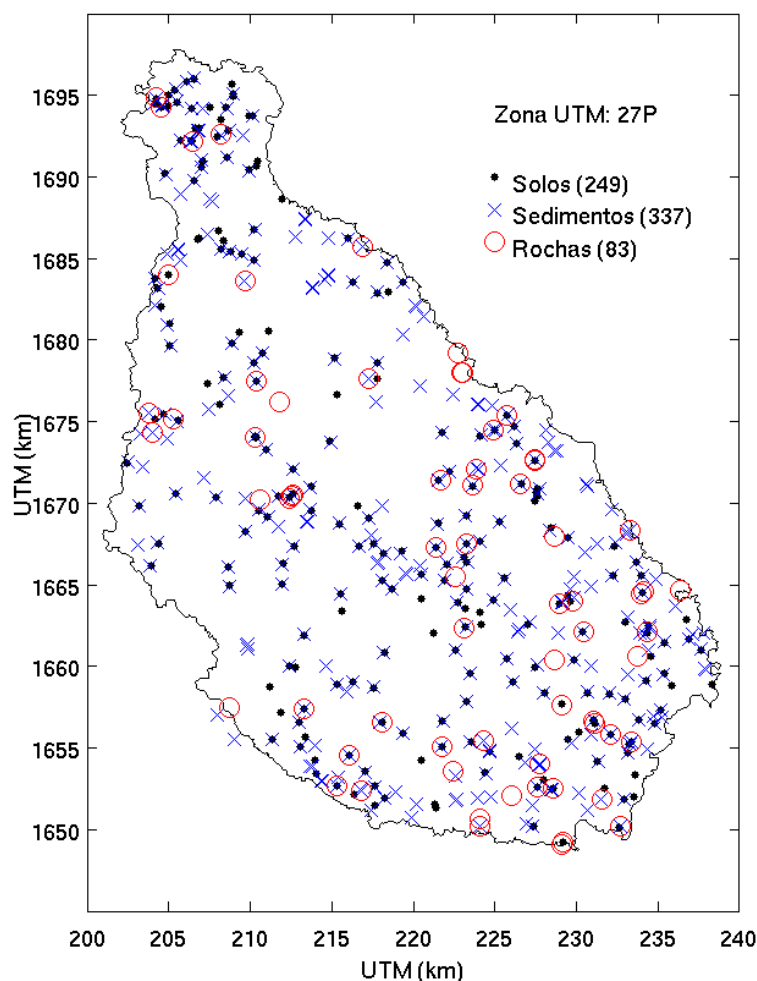 Zona UTM: 27P
Solos (249)
Sedimentos (337)
Rochas (83)
UTM (km)
1695
1690
1685
1680
1675
1670
1665
1660
1655
1650
200 205 210 215 220 225 230 235 240
UTM (km)